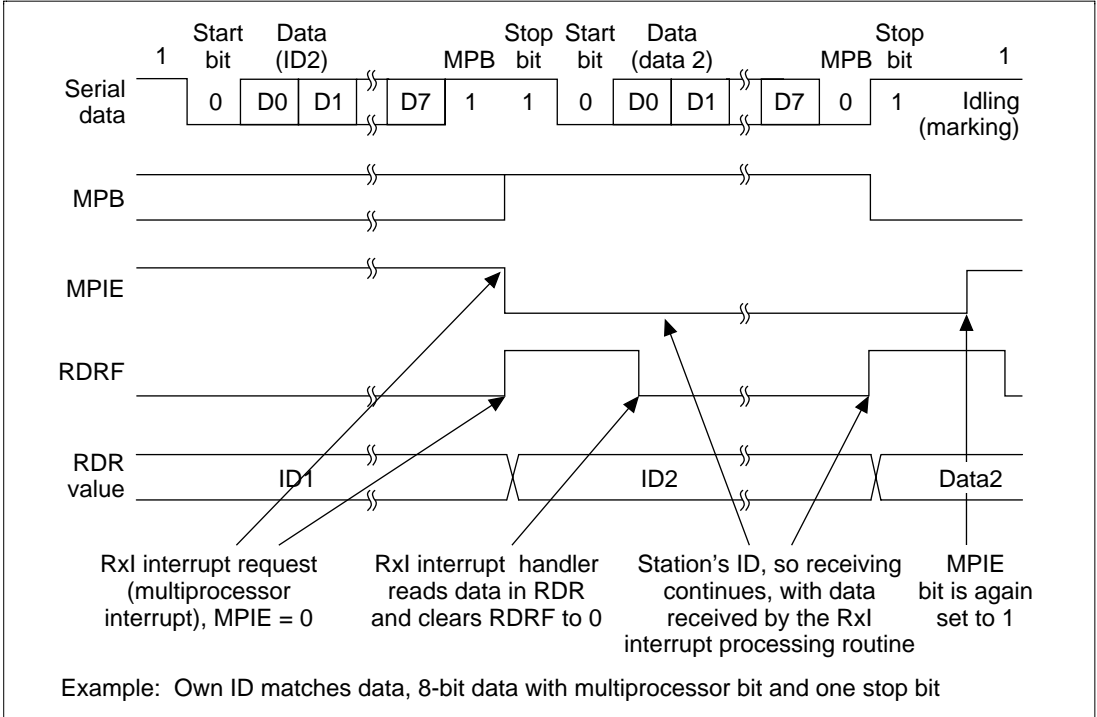 Start Data Stop Start Data Stop
1 bit (ID2) MPB bit bit (data 2) MPB bit 1
Serial data 0 D0 D1 D7 1 1 0 D0 D1 D7 0 1 Idling (marking)
MPB
MPIE
RDRF
RDR value ID1 ID2 Data2
RxI interrupt request
(multiprocessor
interrupt), MPIE = 0
RxI interrupt handler
reads data in RDR
and clears RDRF to 0
Station's ID, so receiving
continues, with data
received by the RxI
interrupt processing routine
MPIE
bit is again
set to 1
Example: Own ID matches data, 8-bit data with multiprocessor bit and one stop bit